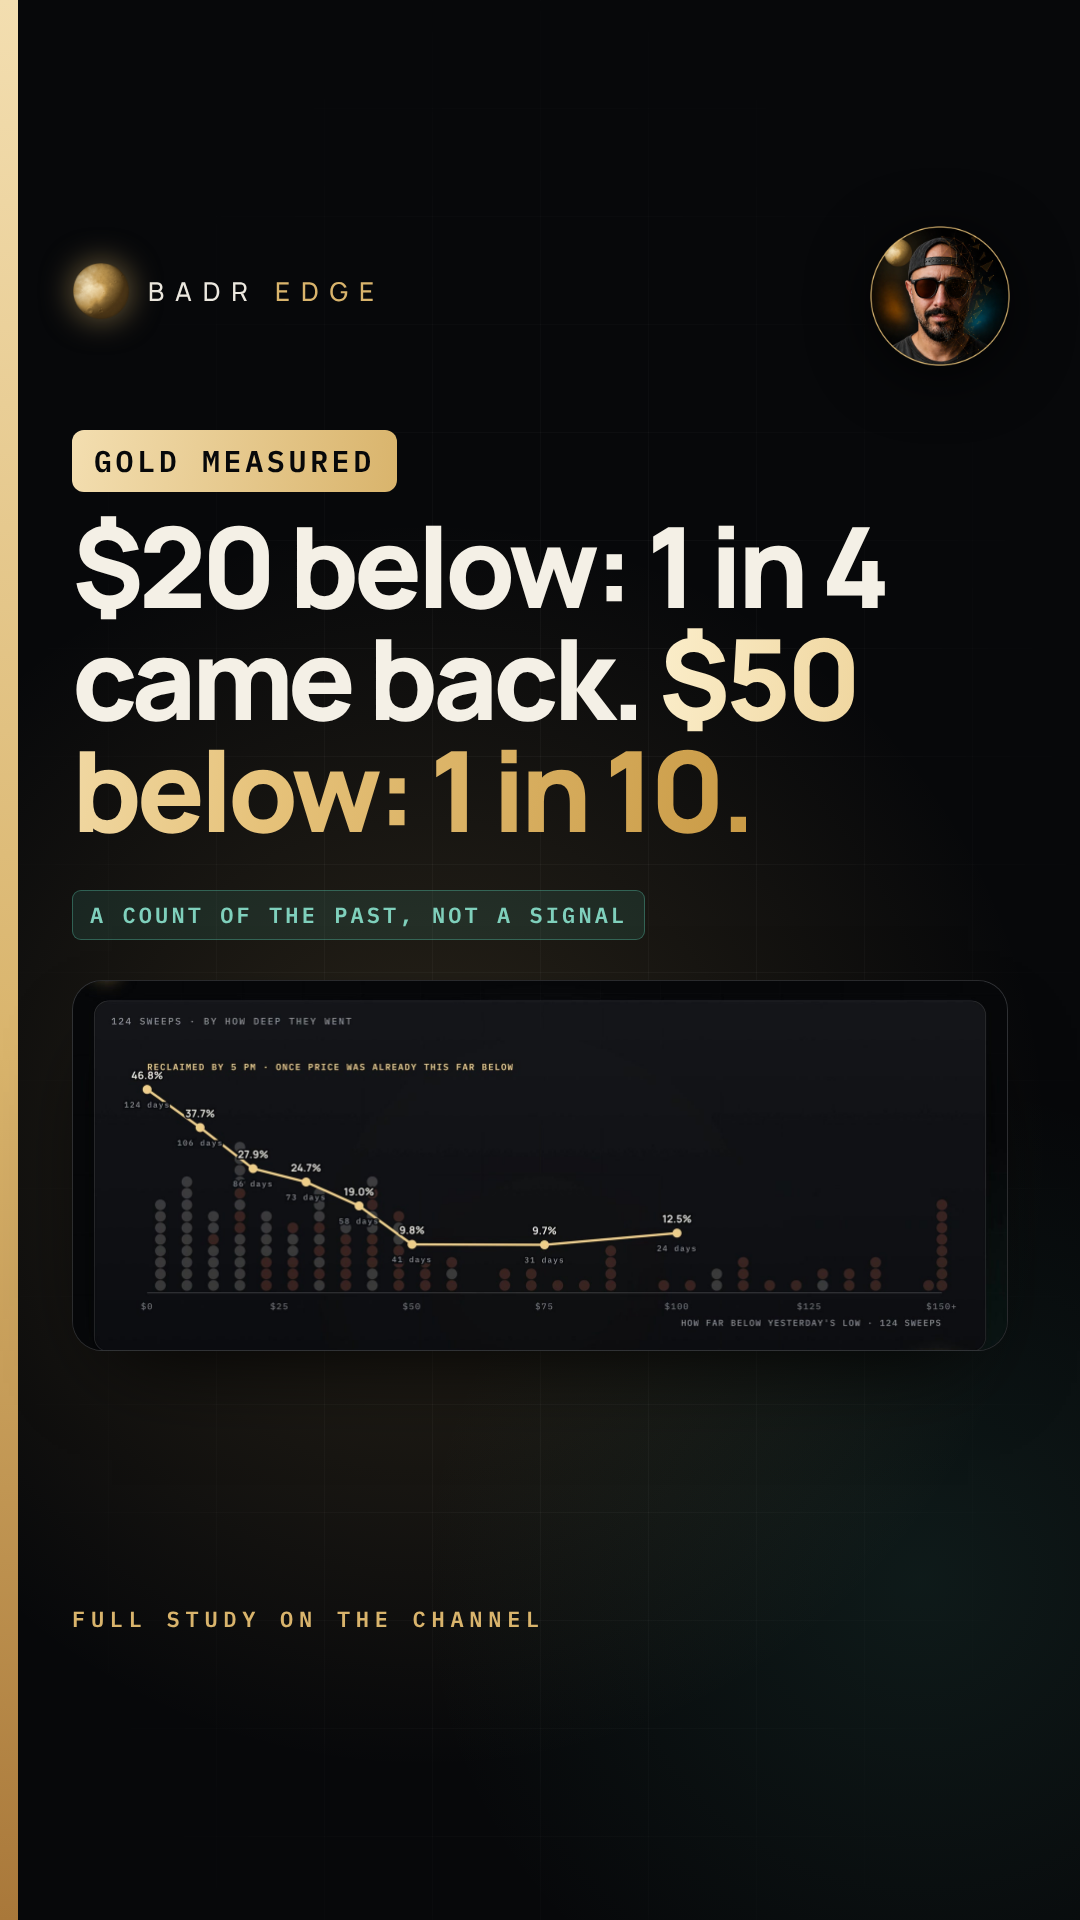 BADR EDGE
GOLD MEASURED
$20 below: 1 in 4
came back. $50
below: 1 in 10.
A COUNT OF THE PAST, NOT A SIGNAL
124 SWEEPS · BY HOW DEEP THEY WENT
RECLAIMED BY 5 PM · ONCE PRICE WAS ALREADY THIS FAR BELOW
46.8%
124 days
37.7%
106 days
27.9%
86 days
24.7%
73 days
19.0%
58 days
9.8%
41 days
9.7%
31 days
12.5%
24 days
$0 $25 $50 $75 $100 $125 $150+
HOW FAR BELOW YESTERDAY'S LOW · 124 SWEEPS
FULL STUDY ON THE CHANNEL